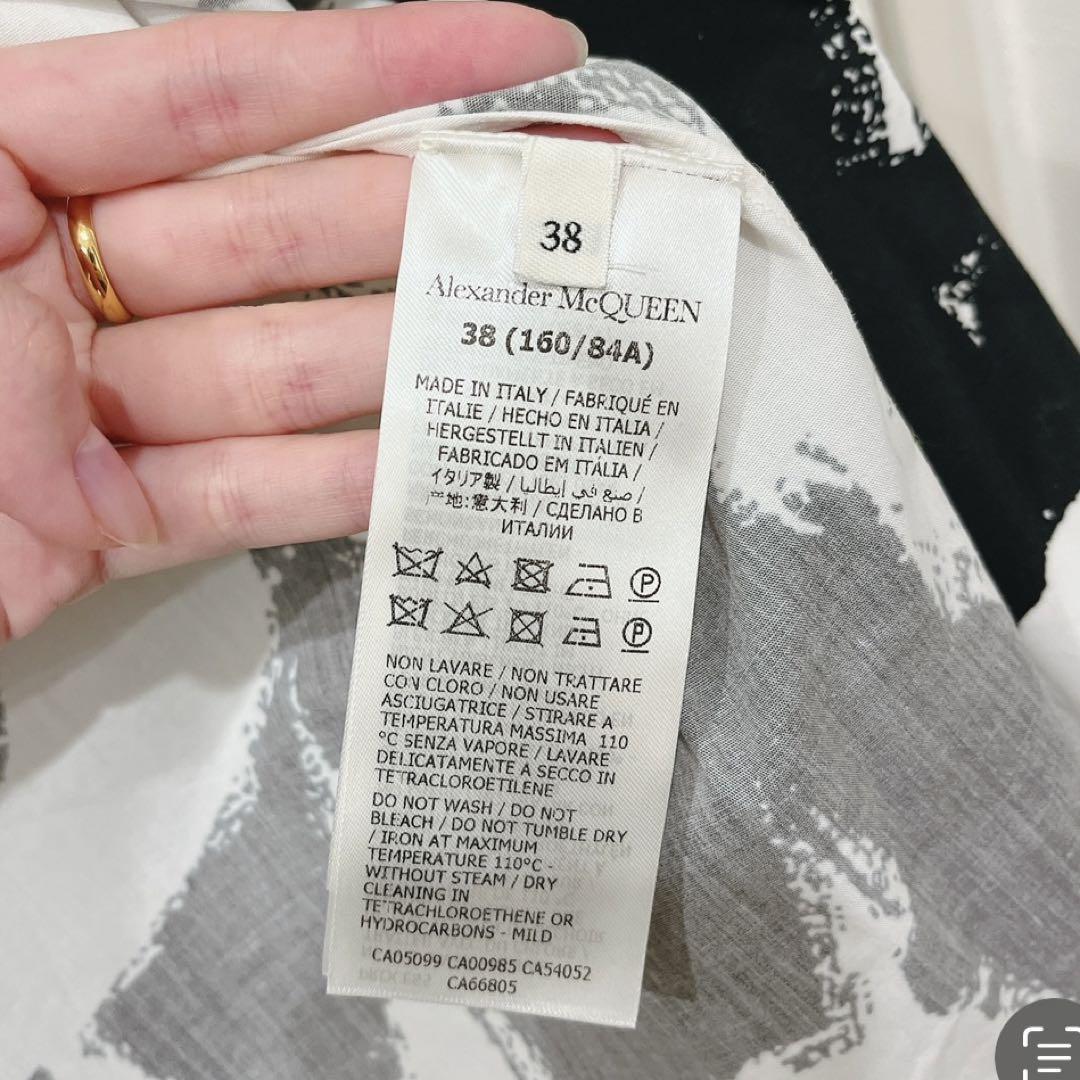 38
Alexander McQUEEN
38 (160/84A)
MADE IN ITALY / FABRIQUÉ EN
ITALIE / HECHO EN ITALIA /
HERGESTELLT IN ITALIEN /
FABRICADO EM ITÁLIA /
イタリア製 / صنع في إيطاليا /
产地:意大利 / СДЕЛАНО В
ИТАЛИИ
P
P
NON LAVARE / NON TRATTARE
CON CLORO / NON USARE
ASCIUGATRICE / STIRARE A
TEMPERATURA MASSIMA 110
°C SENZA VAPORE / LAVARE
DELICATAMENTE A SECCO IN
TETRACLOROETILENE
DO NOT WASH / DO NOT
BLEACH / DO NOT TUMBLE DRY
/ IRON AT MAXIMUM
TEMPERATURE 110°C -
WITHOUT STEAM / DRY
CLEANING IN
TETRACHLOROETHENE OR
HYDROCARBONS - MILD
CA05099 CA00985 CA54052
CA66805